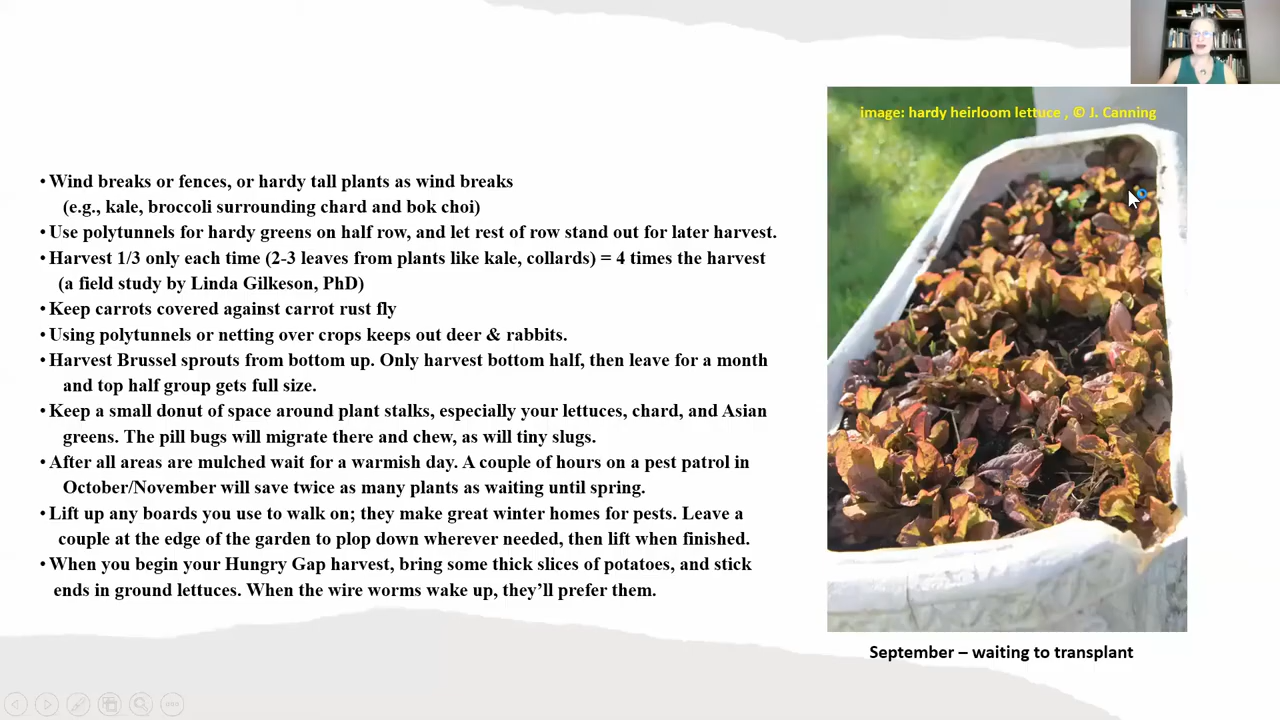 image: hardy heirloom lettuce , © J. Canning
• Wind breaks or fences, or hardy tall plants as wind breaks
(e.g., kale, broccoli surrounding chard and bok choi)
• Use polytunnels for hardy greens on half row, and let rest of row stand out for later harvest.
• Harvest 1/3 only each time (2-3 leaves from plants like kale, collards) = 4 times the harvest
(a field study by Linda Gilkeson, PhD)
• Keep carrots covered against carrot rust fly
• Using polytunnels or netting over crops keeps out deer & rabbits.
• Harvest Brussel sprouts from bottom up. Only harvest bottom half, then leave for a month
and top half group gets full size.
• Keep a small donut of space around plant stalks, especially your lettuces, chard, and Asian
greens. The pill bugs will migrate there and chew, as will tiny slugs.
• After all areas are mulched wait for a warmish day. A couple of hours on a pest patrol in
October/November will save twice as many plants as waiting until spring.
• Lift up any boards you use to walk on; they make great winter homes for pests. Leave a
couple at the edge of the garden to plop down wherever needed, then lift when finished.
• When you begin your Hungry Gap harvest, bring some thick slices of potatoes, and stick
ends in ground lettuces. When the wire worms wake up, they’ll prefer them.
September – waiting to transplant